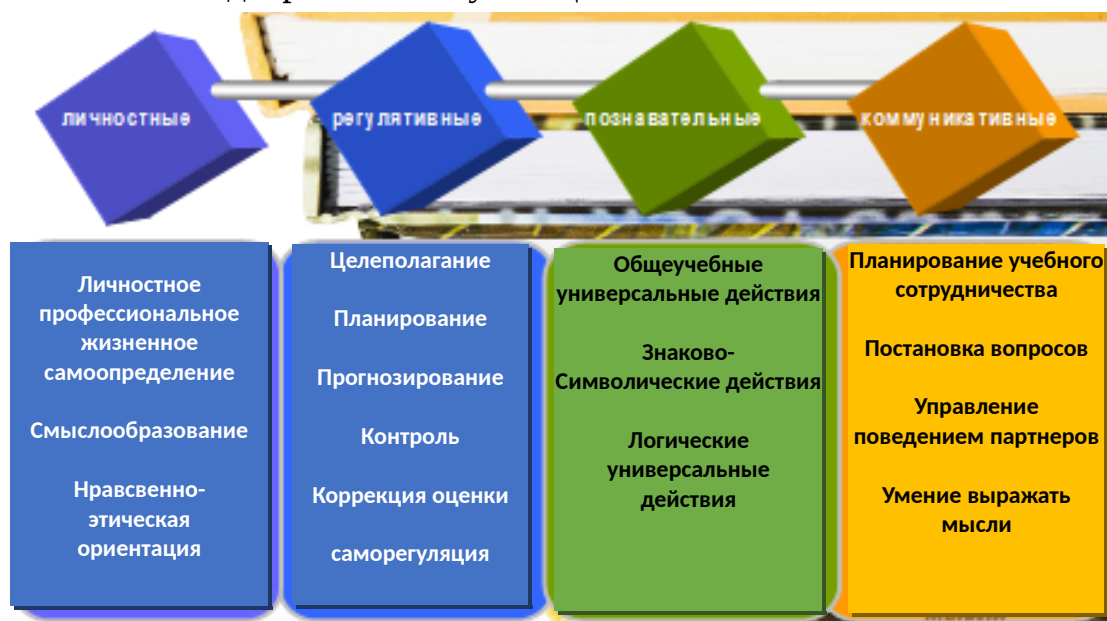 личностные
регулятивные
познавательные
коммуникативные
Личностное
профессиональное
жизненное
самоопределение
Смыслообразование
Нравсвенно-
этическая
ориентация
Целеполагание
Планирование
Прогнозирование
Контроль
Коррекция оценки
саморегуляция
Общеучебные
универсальные действия
Знаково-
Символические действия
Логические
универсальные
действия
Планирование учебного
сотрудничества
Постановка вопросов
Управление
поведением партнеров
Умение выражать
мысли